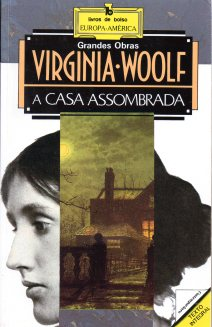 livros de bolso
EUROPA-AMÉRICA
Grandes Obras
VIRGINIA·WOOLF
A CASA ASSOMBRADA
TEXTO
INTEGRAL